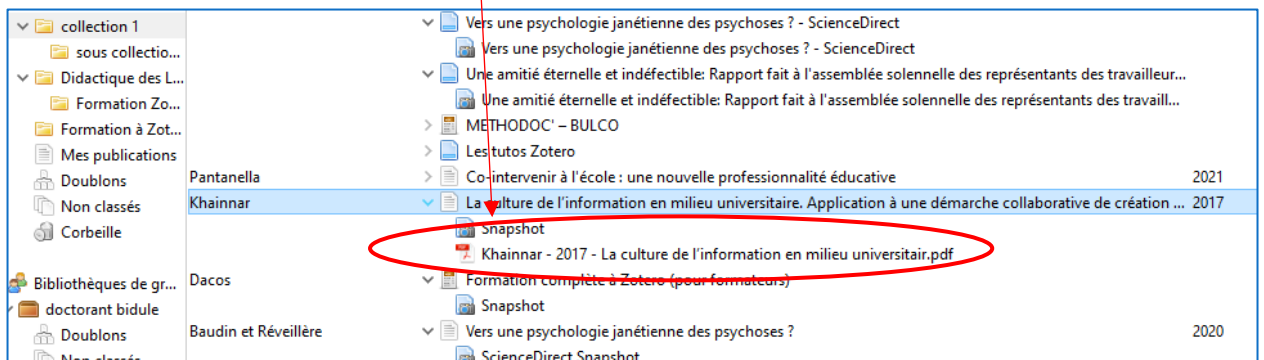 collection 1
sous collectio...
Didactique des L...
Formation Zo...
Formation à Zot...
Mes publications
Doublons
Non classés
Corbeille
Bibliothèques de gr...
doctorant bidule
Doublons
Non classés
Vers une psychologie janétienne des psychoses ? - ScienceDirect
Vers une psychologie janétienne des psychoses ? - ScienceDirect
Une amitié éternelle et indéfectible: Rapport fait à l'assemblée solennelle des représentants des travailleur...
Une amitié éternelle et indéfectible: Rapport fait à l'assemblée solennelle des représentants des travaill...
METHODOC' – BULCO
Les tutos Zotero
Pantanella Co-intervenir à l'école : une nouvelle professionnalité éducative 2021
Khainnar La culture de l'information en milieu universitaire. Application à une démarche collaborative de création ... 2017
Snapshot
Khainnar - 2017 - La culture de l'information en milieu universitair.pdf
Dacos Formation complète à Zotero (pour formateurs)
Snapshot
Baudin et Réveillère Vers une psychologie janétienne des psychoses ? 2020
ScienceDirect Snapshot